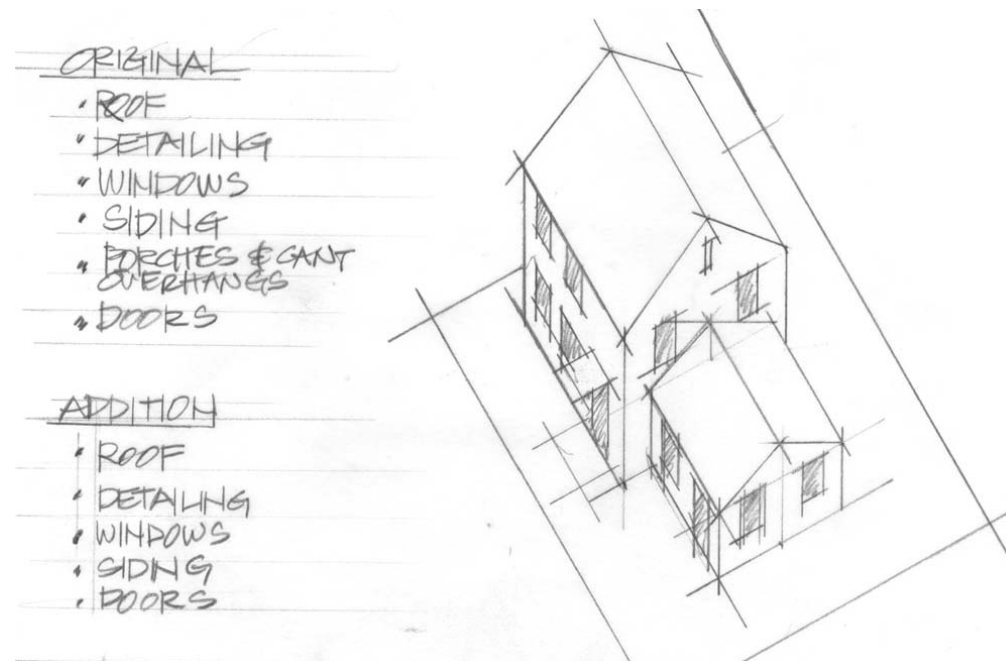 ORIGINAL
• ROOF
• DETAILING
• WINDOWS
• SIDING
• PORCHES & CANT
OVERHANGS
• DOORS
ADDITION
• ROOF
• DETAILING
• WINDOWS
• SIDING
• DOORS